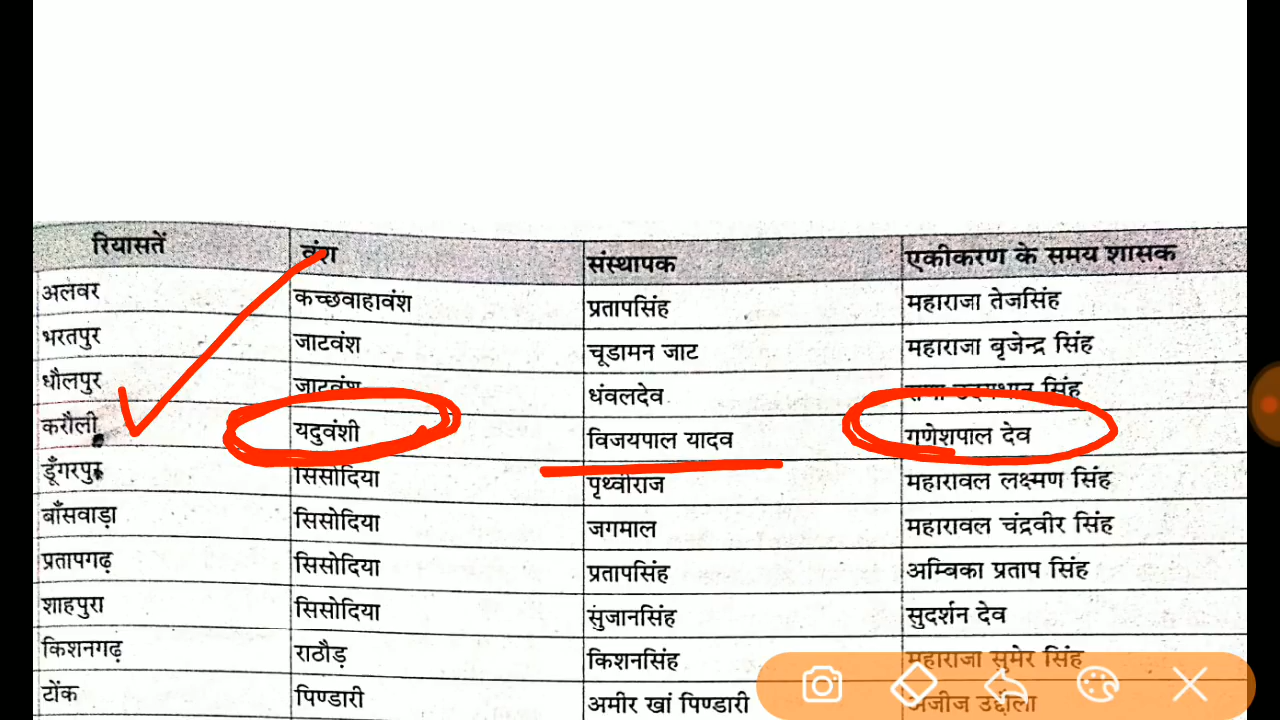 रियासतें वंश संस्थापक एकीकरण के समय शासक
अलवर कच्छवाहावंश प्रतापसिंह महाराजा तेजसिंह
भरतपुर जाटवंश चूडामन जाट महाराजा बृजेन्द्र सिंह
धौलपुर जाटवंश धंवलदेव सिंह
करौली यदुवंशी विजयपाल यादव गणेशपाल देव
डूँगरपुर सिसोदिया पृथ्वीराज महारावल लक्ष्मण सिंह
बाँसवाड़ा सिसोदिया जगमाल महारावल चंद्रवीर सिंह
प्रतापगढ़ सिसोदिया प्रतापसिंह अम्बिका प्रताप सिंह
शाहपुरा सिसोदिया सुंजानसिंह सुदर्शन देव
किशनगढ़ राठौड़ किशनसिंह महाराजा सुमेर सिंह
टोंक पिण्डारी अमीर खां पिण्डारी